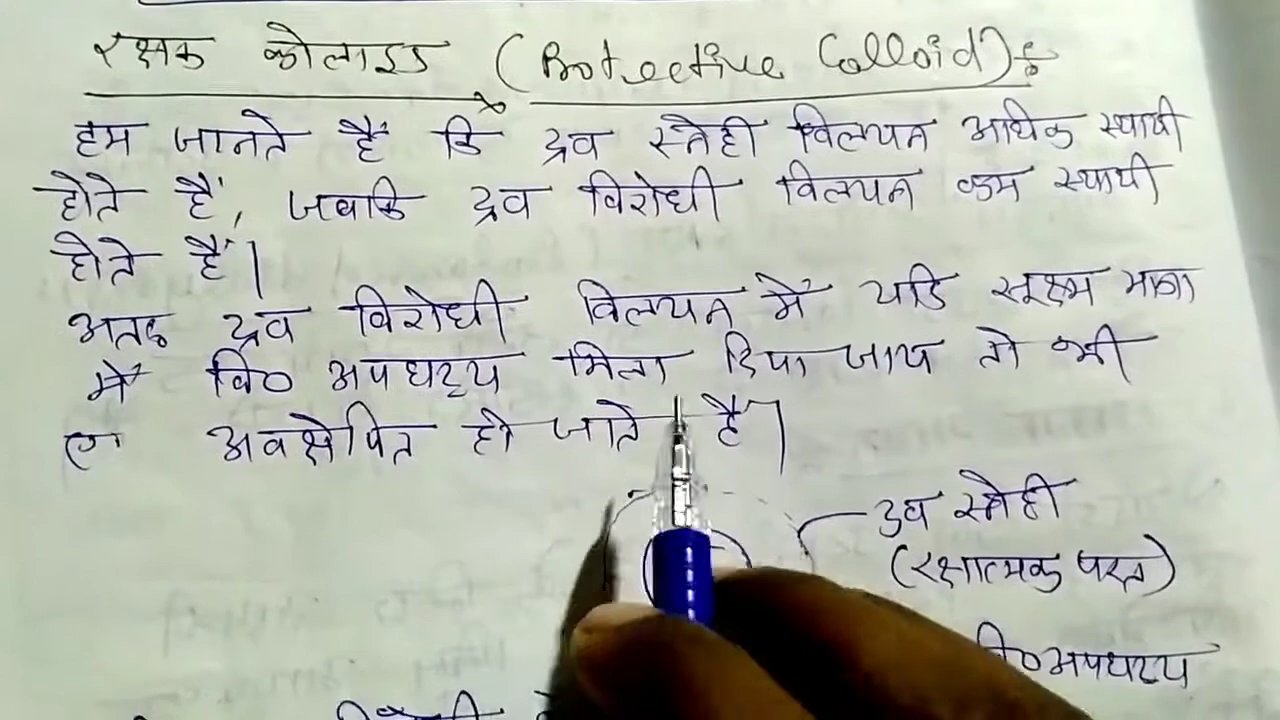 रक्षक कोलाइड (Protective Colloid):
हम जानते हैं कि द्रव स्नेही विलयन अधिक स्थायी
होते हैं, जबकि द्रव विरोधी विलयन कम स्थायी
होते हैं।
अतः द्रव विरोधी विलयन में यदि सूक्ष्म मात्रा
में वि० अपघट्य मिला दिया जाय तो भी
अवक्षेपित हो जाते है।
द्रव स्नेही
(रक्षात्मक परत)
वि०अपघट्य